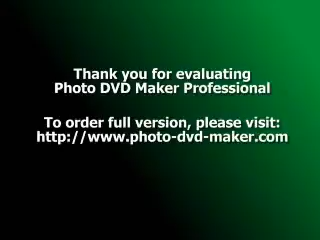 Thank you for evaluating
Photo DVD Maker Professional
To order full version, please visit:
http://www.photo-dvd-maker.com